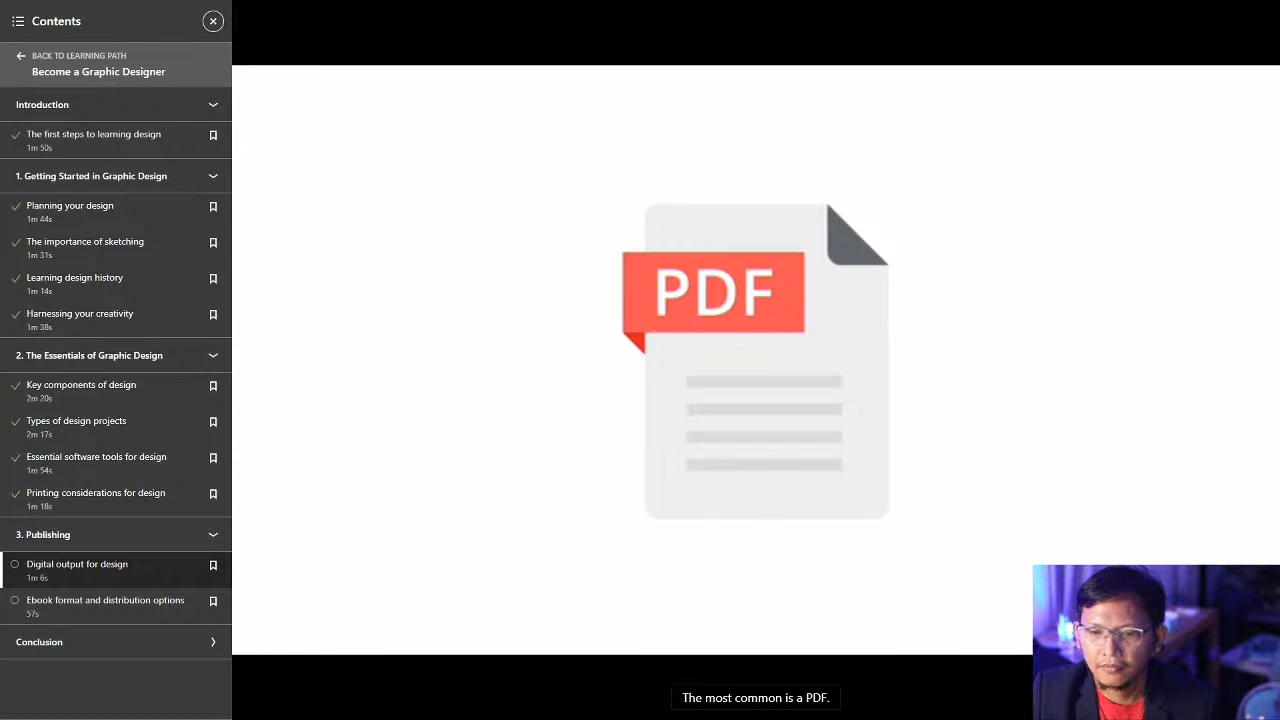 Contents
BACK TO LEARNING PATH
Become a Graphic Designer
Introduction
The first steps to learning design
1m 50s
1. Getting Started in Graphic Design
Planning your design
1m 44s
The importance of sketching
1m 31s
Learning design history
1m 14s
Harnessing your creativity
1m 38s
2. The Essentials of Graphic Design
Key components of design
2m 20s
Types of design projects
2m 17s
Essential software tools for design
1m 54s
Printing considerations for design
1m 18s
3. Publishing
Digital output for design
1m 6s
Ebook format and distribution options
57s
Conclusion
PDF
The most common is a PDF.